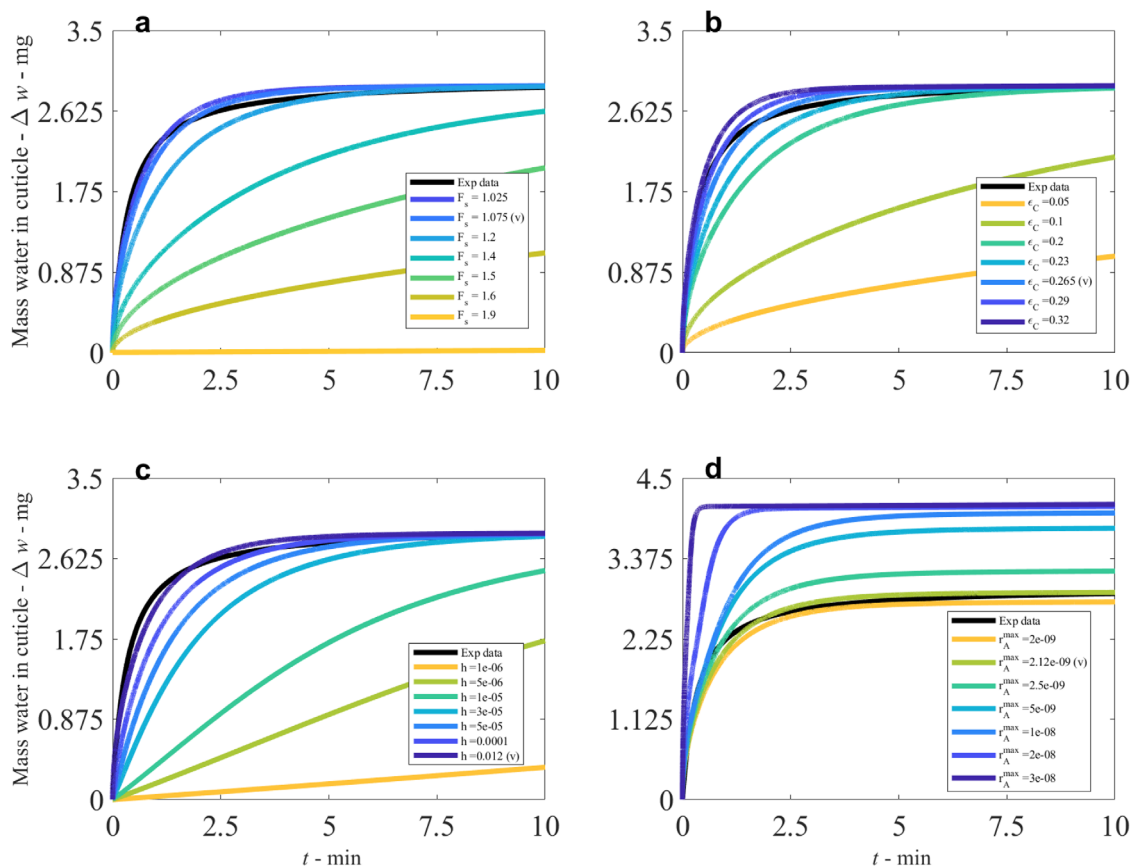 a
Mass water in cuticle - Δ w - mg
3.5
2.625
1.75
0.875
0
0
2.5
5
7.5
10
Exp data
F_s = 1.025
F_s = 1.075 (v)
F_s = 1.2
F_s = 1.4
F_s = 1.5
F_s = 1.6
F_s = 1.9
b
3.5
2.625
1.75
0.875
0
0
2.5
5
7.5
10
Exp data
ϵ_C =0.05
ϵ_C =0.1
ϵ_C =0.2
ϵ_C =0.23
ϵ_C =0.265 (v)
ϵ_C =0.29
ϵ_C =0.32
c
Mass water in cuticle - Δ w - mg
3.5
2.625
1.75
0.875
0
0
2.5
5
7.5
10
t - min
Exp data
h =1e-06
h =5e-06
h =1e-05
h =3e-05
h =5e-05
h =0.0001
h =0.012 (v)
d
4.5
3.375
2.25
1.125
0
0
2.5
5
7.5
10
t - min
Exp data
r_A^max =2e-09
r_A^max =2.12e-09 (v)
r_A^max =2.5e-09
r_A^max =5e-09
r_A^max =1e-08
r_A^max =2e-08
r_A^max =3e-08